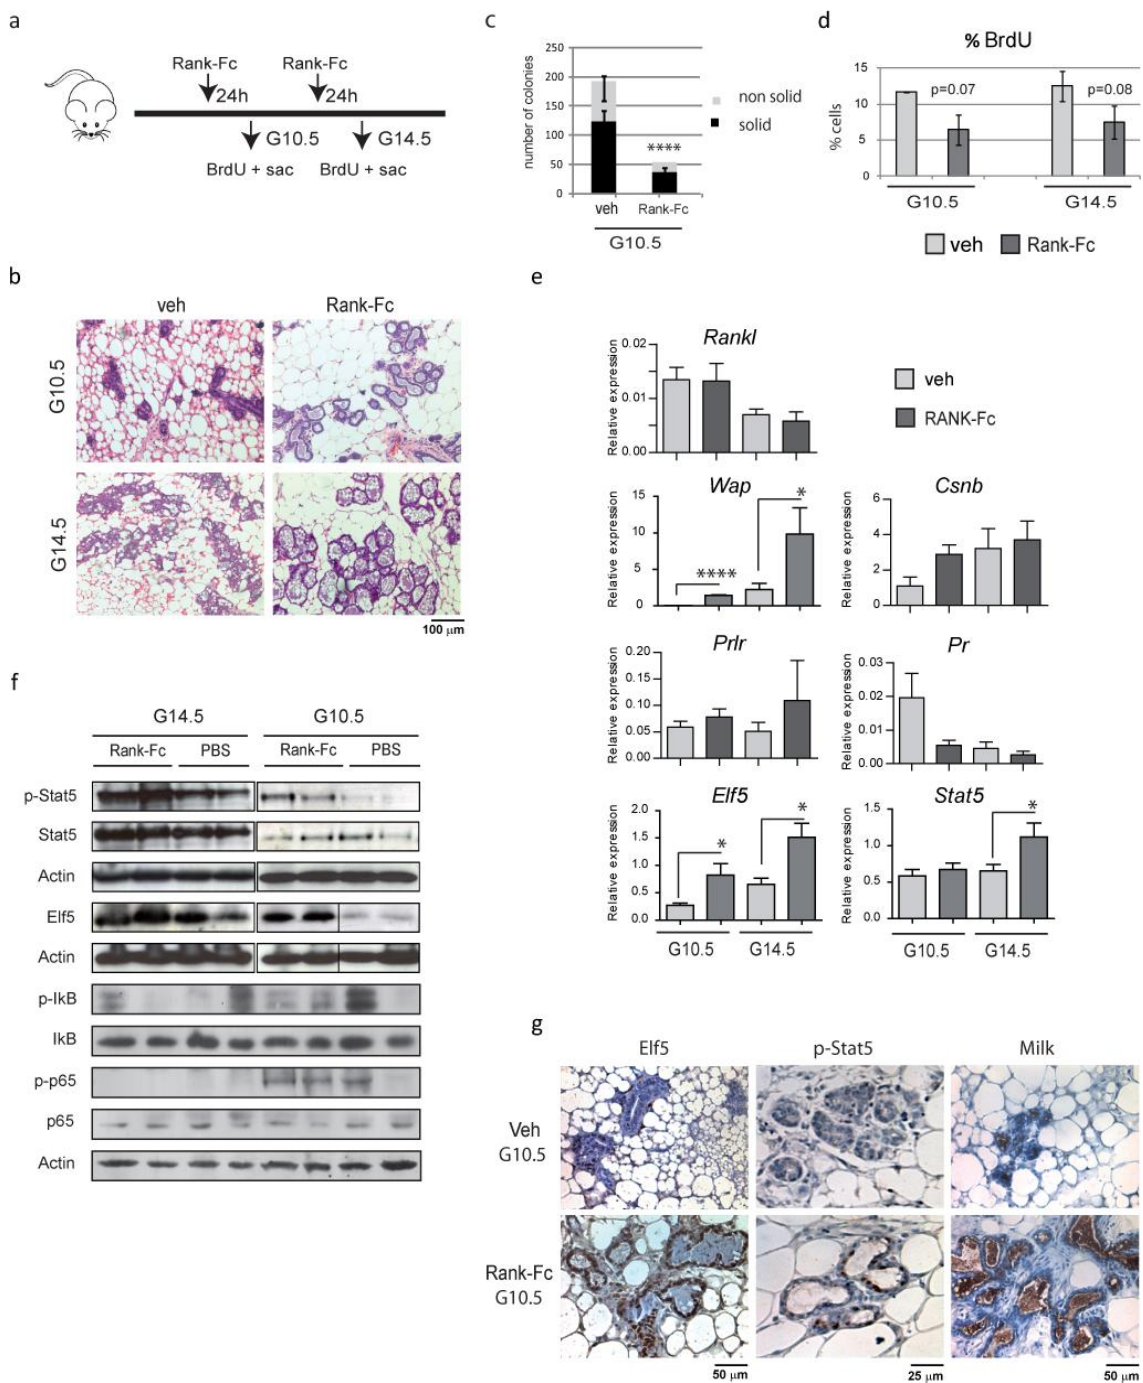 a
Rank-Fc Rank-Fc
24h 24h
G10.5 G14.5
BrdU + sac BrdU + sac
c
number of colonies
250
200
150
100
50
0
****
non solid
solid
veh Rank-Fc
G10.5
d
% BrdU
% cells
15
10
5
0
p=0.07 p=0.08
G10.5 G14.5
veh Rank-Fc
b
veh Rank-Fc
G10.5
G14.5
100 µm
e
Rankl
Relative expression
0.02
0.01
0.00
veh
RANK-Fc
Wap
Relative expression
15
10
5
0
****
*
Csnb
Relative expression
6
4
2
0
Prlr
Relative expression
0.20
0.15
0.10
0.05
0.00
Pr
Relative expression
0.03
0.02
0.01
0.00
Elf5
Relative expression
2.0
1.5
1.0
0.5
0.0
*
*
G10.5 G14.5
Stat5
Relative expression
1.5
1.0
0.5
0.0
*
G10.5 G14.5
f
G14.5 G10.5
Rank-Fc PBS Rank-Fc PBS
p-Stat5
Stat5
Actin
Elf5
Actin
p-IkB
IkB
p-p65
p65
Actin
g
Elf5 p-Stat5 Milk
Veh
G10.5
Rank-Fc
G10.5
50 µm 25 µm 50 µm